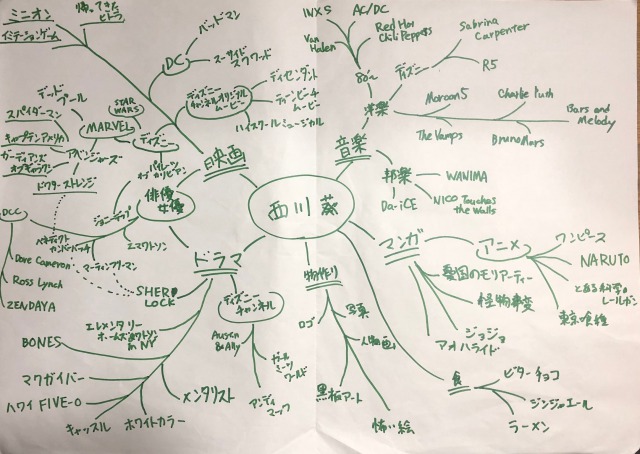 ミニオン
イミテーションゲーム
帰ってきた
ヒトラー
DC
バットマン
スーサイド
スクワッド
INXS
AC/DC
Van
Halen
Red Hot
Chili Peppers
80's
ディズニー
Sabrina
Carpenter
R5
デッド
プール
スパイダーマン
キャプテンアメリカ
ガーディアンズ
オブギャラクシー
アベンジャーズ
ドクターストレンジ
STAR
WARS
MARVEL
ディズニー
ディズニー
チャンネルオリジナル
ムービー
ディセンダント
ティーンビーチ
ムービー
ハイスクールミュージカル
パイレーツ
オブカリビアン
映画
洋楽
Maroon5
Charlie Puth
Bars and
Melody
The Vamps
Bruno Mars
音楽
邦楽
WANIMA
Da-iCE
NICO Touches
the Walls
西川葵
俳優
女優
DCC
ジョニーデップ
ベネディクト
カンバーバッチ
エマワトソン
マーティンフリーマン
Dove Cameron
Ross Lynch
ZENDAYA
ドラマ
SHER
LOCK
ディズニー
チャンネル
Austin
&Ally
ガール
ミーツ
ワールド
アンディ
マック
エレメンタリー
ホームズ&ワトソン
in NY
BONES
マクガイバー
ハワイ FIVE-O
キャッスル
ホワイトカラー
メンタリスト
物作り
ロゴ
写真
人物画
黒板アート
怖い絵
マンガ
アニメ
ワンピース
NARUTO
とある科学の
レールガン
東京喰種
憂国のモリアーティー
怪物事変
ジョジョ
アオハライド
食
ビターチョコ
ジンジャエール
ラーメン